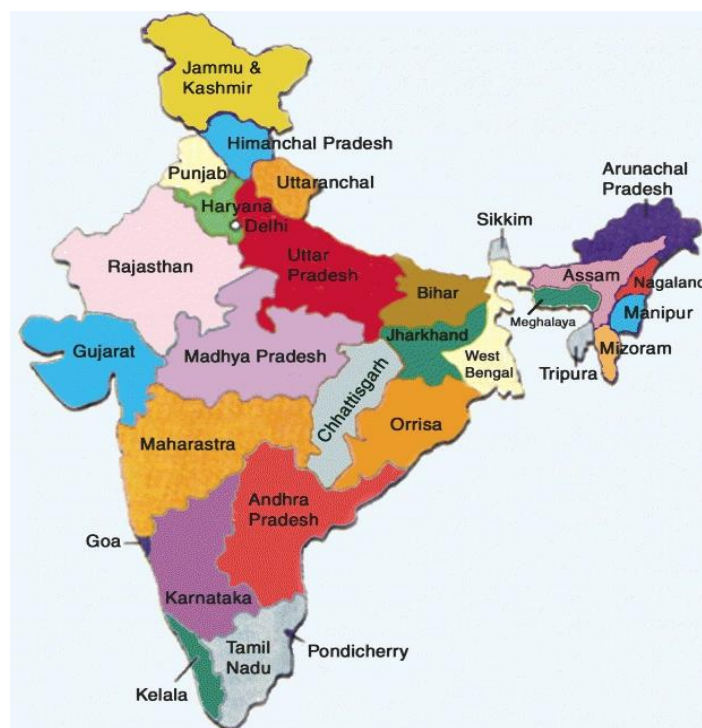 Jammu &
Kashmir
Himanchal Pradesh
Punjab
Uttaranchal
Arunachal
Pradesh
Haryana
Delhi
Sikkim
Rajasthan
Uttar
Pradesh
Assam
Nagaland
Bihar
Manipur
Meghalaya
Jharkhand
Gujarat
Madhya Pradesh
West
Bengal
Mizoram
Tripura
Chhattisgarh
Orrisa
Maharastra
Andhra
Pradesh
Goa
Karnataka
Tamil
Nadu
Pondicherry
Kelala